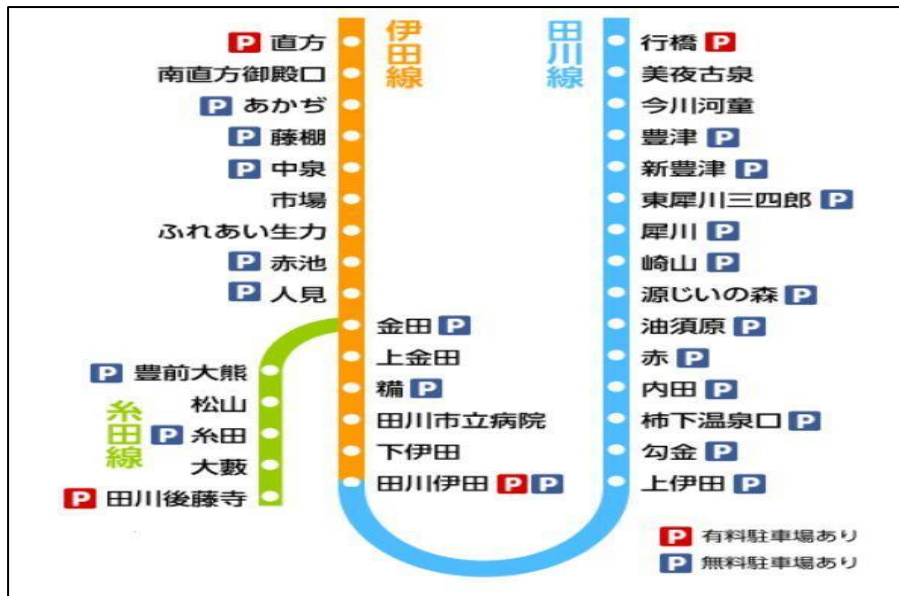 伊田線
P 直方
南直方御殿口
P あかぢ
P 藤棚
P 中泉
市場
ふれあい生力
P 赤池
P 人見
金田 P
上金田
糒 P
田川市立病院
下伊田
田川伊田 P P
糸田線
P 豊前大熊
松山
P 糸田
大藪
P 田川後藤寺
田川線
行橋 P
美夜古泉
今川河童
豊津 P
新豊津 P
東犀川三四郎 P
犀川 P
崎山 P
源じいの森 P
油須原 P
赤 P
内田 P
柿下温泉口 P
勾金 P
上伊田 P
P 有料駐車場あり
P 無料駐車場あり